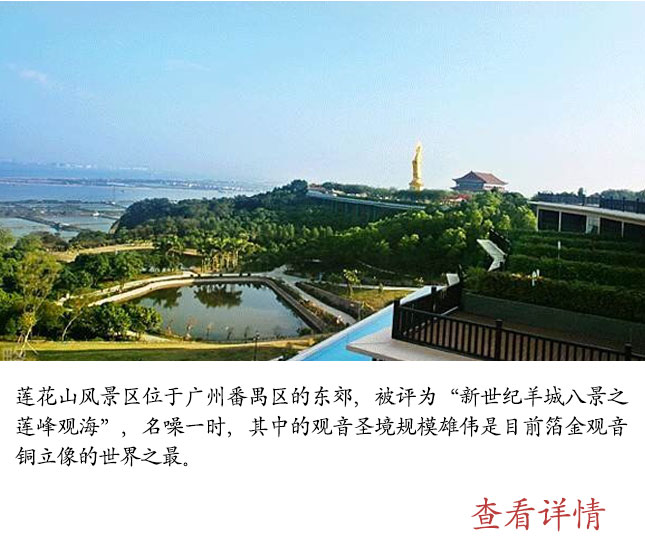 莲花山风景区位于广州番禺区的东郊，被评为“新世纪羊城八景之
莲峰观海”，名噪一时，其中的观音圣境规模雄伟是目前箔金观音
铜立像的世界之最。
查看详情